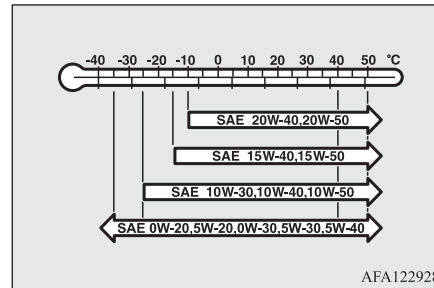 -40 -30 -20 -10 0 10 20 30 40 50 °C
SAE 20W-40,20W-50
SAE 15W-40,15W-50
SAE 10W-30,10W-40,10W-50
SAE 0W-20,5W-20,0W-30,5W-30,5W-40
AFA122928